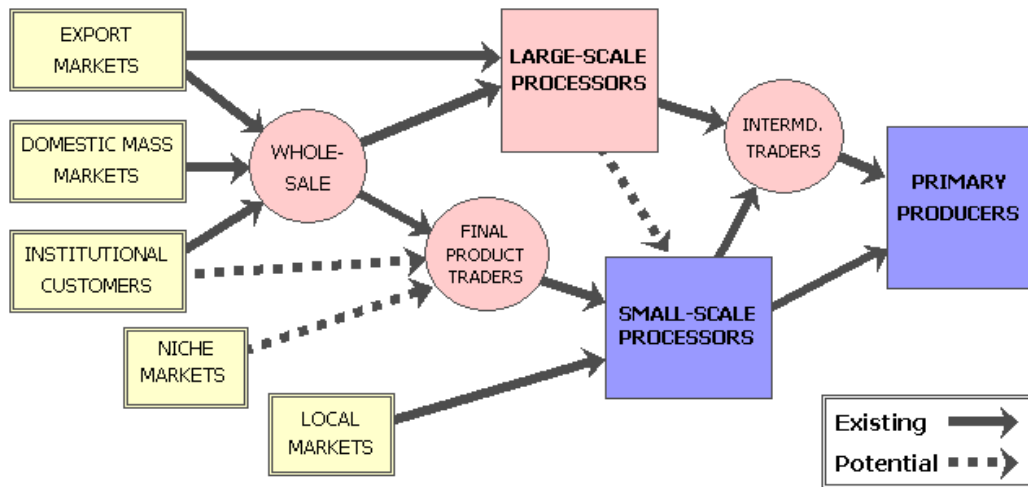 EXPORT
MARKETS
LARGE-SCALE
PROCESSORS
DOMESTIC MASS
MARKETS
WHOLE-
SALE
INTERMD.
TRADERS
PRIMARY
PRODUCERS
INSTITUTIONAL
CUSTOMERS
FINAL
PRODUCT
TRADERS
SMALL-SCALE
PROCESSORS
NICHE
MARKETS
LOCAL
MARKETS
Existing
Potential